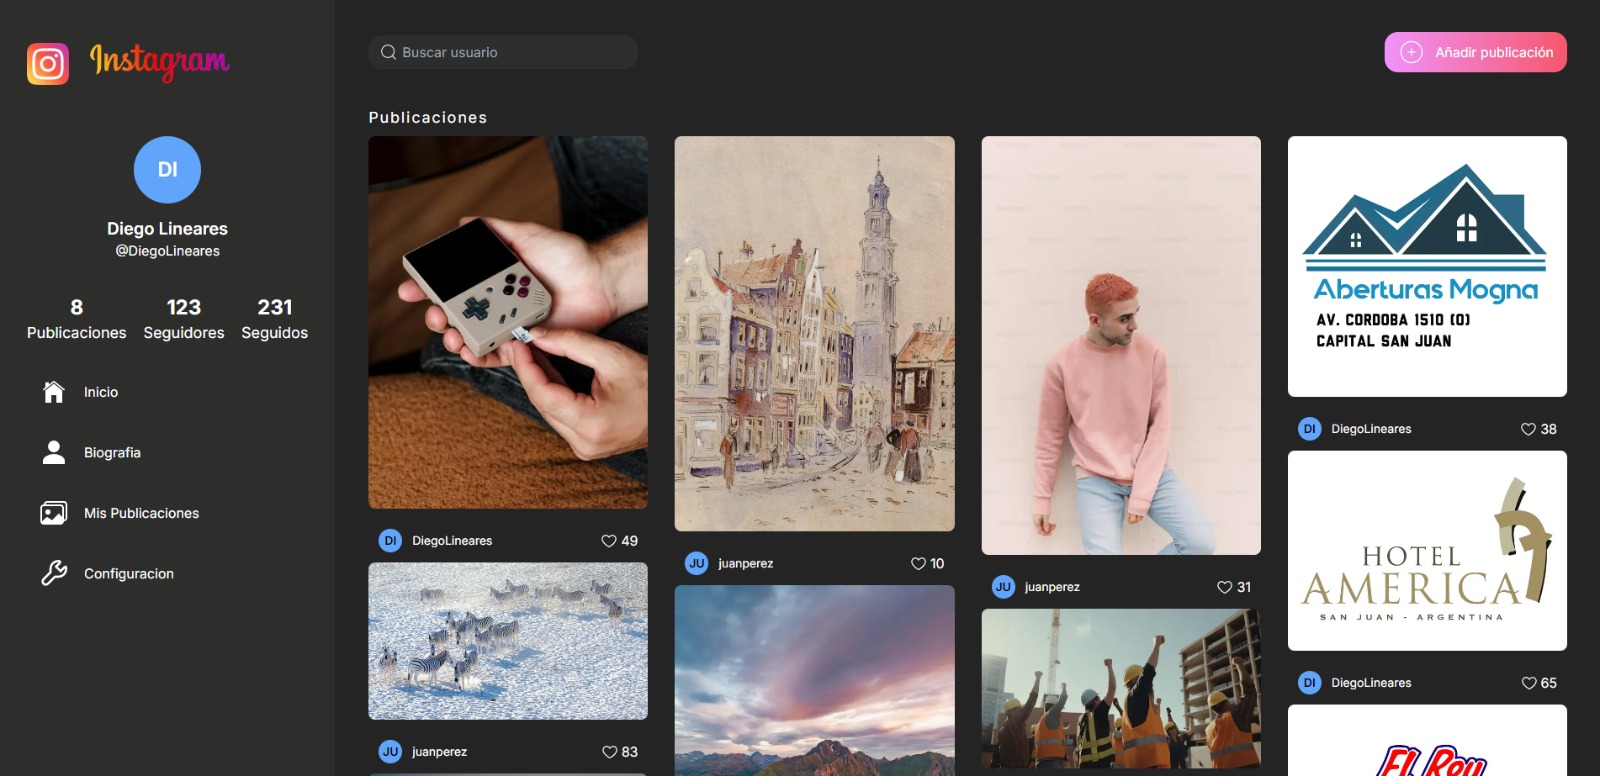 Instagram
DI
Diego Lineares
@DiegoLineares
8 123 231
Publicaciones Seguidores Seguidos
Inicio
Biografia
Mis Publicaciones
Configuracion
Buscar usuario
Añadir publicación
Publicaciones
DI DiegoLineares 49
JU juanperez 83
JU juanperez 10
JU juanperez 31
Aberturas Mogna
AV. CORDOBA 1510 (O)
CAPITAL SAN JUAN
DI DiegoLineares 38
HOTEL
AMERICA
SAN JUAN - ARGENTINA
DI DiegoLineares 65